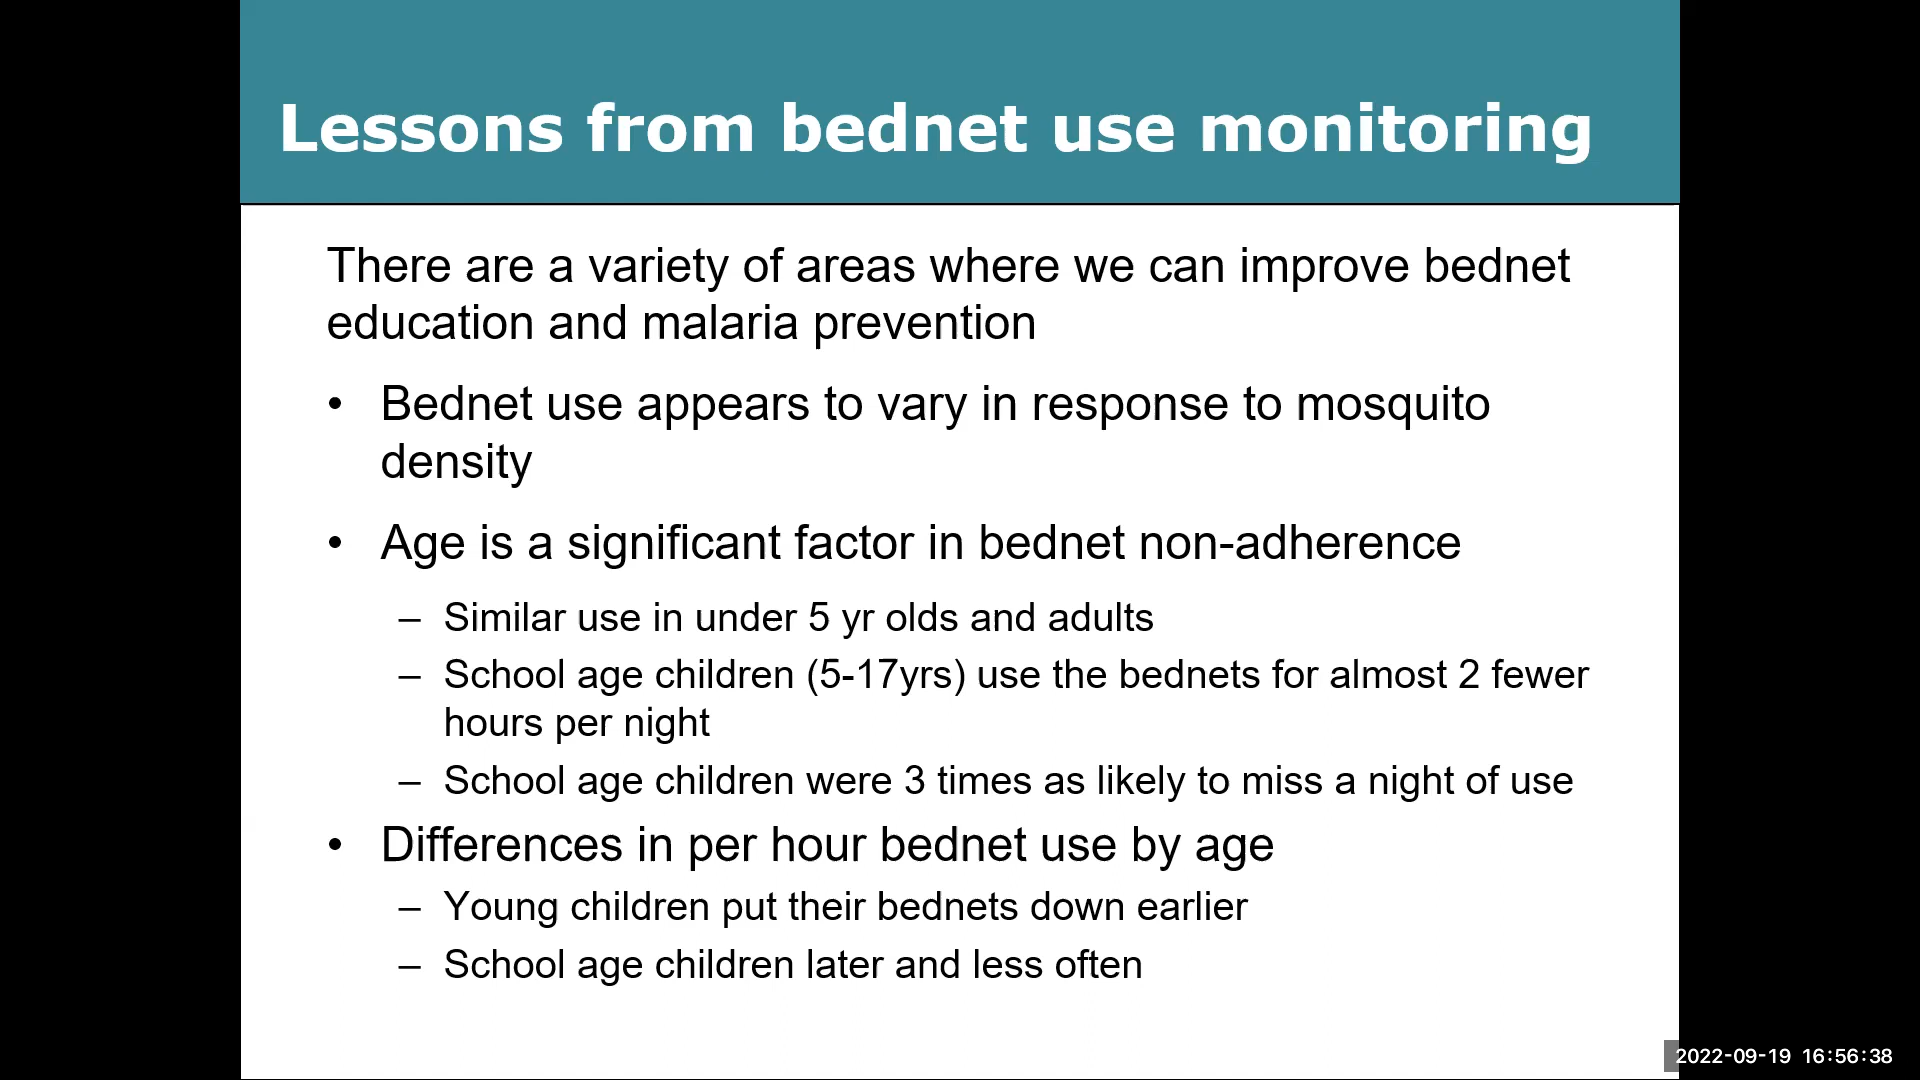 Lessons from bednet use monitoring
There are a variety of areas where we can improve bednet
education and malaria prevention
• Bednet use appears to vary in response to mosquito
density
• Age is a significant factor in bednet non-adherence
– Similar use in under 5 yr olds and adults
– School age children (5-17yrs) use the bednets for almost 2 fewer
hours per night
– School age children were 3 times as likely to miss a night of use
• Differences in per hour bednet use by age
– Young children put their bednets down earlier
– School age children later and less often
2022-09-19 16:56:38